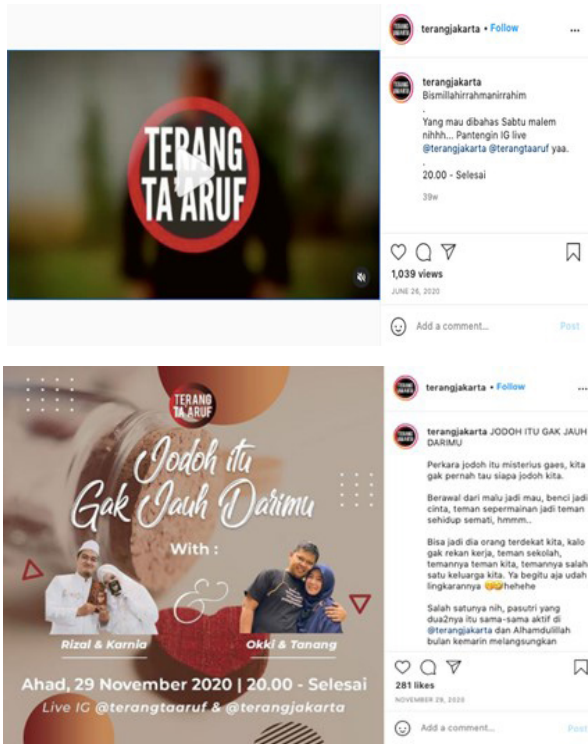 terangjakarta • Follow
...
TERANG
TA'ARUF
terangjakarta
Bismillahirrahmanirrahim
.
Yang mau dibahas Sabtu malem
nihhh... Pantengin IG live
@terangjakarta @terangtaaruf yaa.
.
20.00 - Selesai
39w
1,039 views
JUNE 26, 2020
Add a comment...
Post
terangjakarta • Follow
...
TERANG
TA'ARUF
Jodoh itu
Gak Jauh Darimu
With :
&
Rizal & Karnia
Okki & Tanang
Ahad, 29 November 2020 | 20.00 - Selesai
Live IG @terangtaaruf & @terangjakarta
terangjakarta JODOH ITU GAK JAUH
DARIMU
Perkara jodoh itu misterius gaes, kita
gak pernah tau siapa jodoh kita.
Berawal dari malu jadi mau, benci jadi
cinta, teman sepermainan jadi teman
sehidup semati, hmmm..
Bisa jadi dia orang terdekat kita, kalo
gak rekan kerja, teman sekolah,
temannya teman kita, temannya salah
satu keluarga kita. Ya begitu aja udah
lingkarannya 😂😂hehehe
Salah satunya nih, pasutri yang
dua2nya itu sama-sama aktif di
@terangjakarta dan Alhamdulillah
bulan kemarin melangsungkan
281 likes
NOVEMBER 29, 2020
Add a comment...
Post